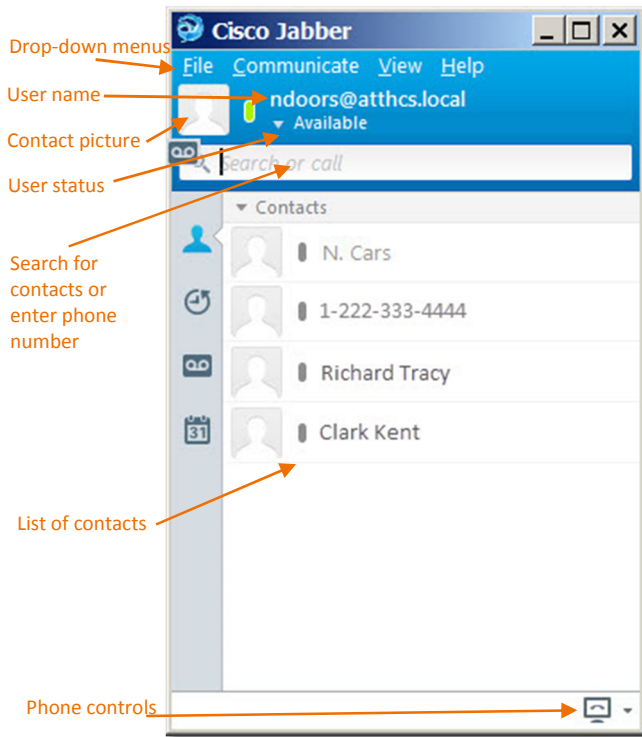 Cisco Jabber
Drop-down menus
File Communicate View Help
User name
ndoors@atthcs.local
Available
Contact picture
Search or call
User status
Contacts
N. Cars
Search for
contacts or
enter phone
number
1-222-333-4444
Richard Tracy
31
Clark Kent
List of contacts
Phone controls